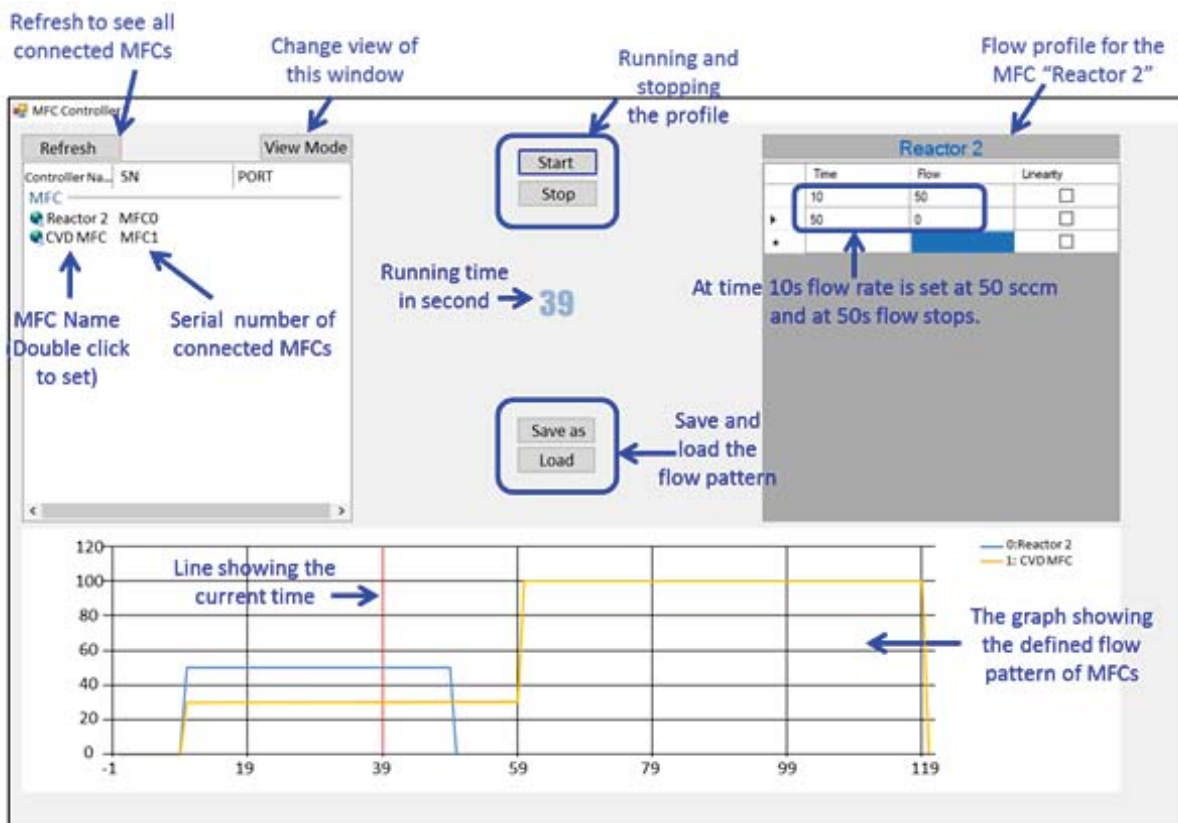 Refresh to see all
connected MFCs
Change view of
this window
Running and
stopping
the profile
Flow profile for the
MFC “Reactor 2”
MFC Controller
Refresh
View Mode
Controller Na... SN PORT
MFC
Reactor 2 MFC0
CVD MFC MFC1
MFC Name
(Double click
to set)
Serial number of
connected MFCs
Start
Stop
Running time
in second
39
Save as
Load
Save and
load the
flow pattern
Reactor 2
Time Flow Linearity
10 50
50 0
At time 10s flow rate is set at 50 sccm
and at 50s flow stops.
120
100
80
60
40
20
0
-1 19 39 59 79 99 119
Line showing the
current time
0:Reactor 2
1: CVD MFC
The graph showing
the defined flow
pattern of MFCs